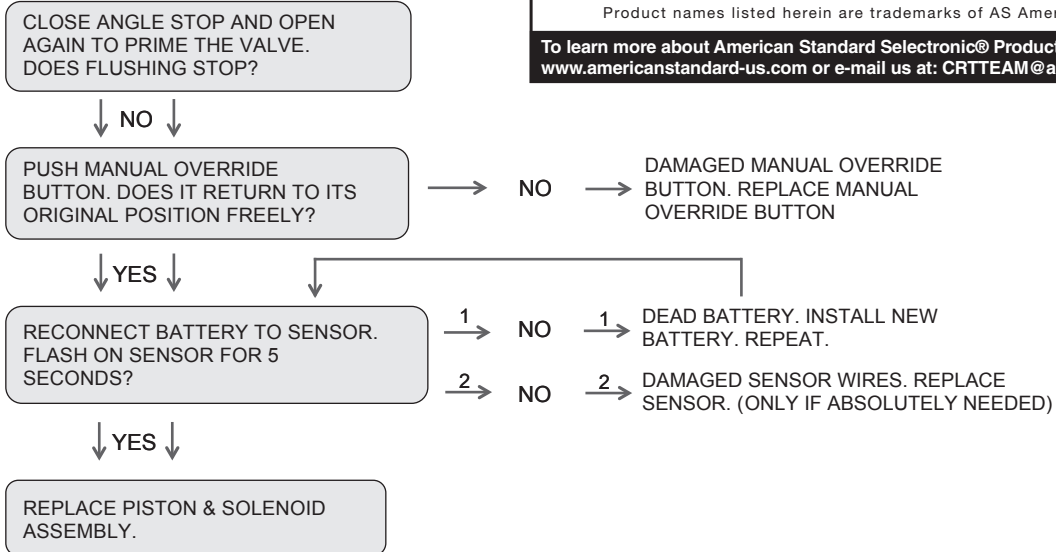 CLOSE ANGLE STOP AND OPEN
AGAIN TO PRIME THE VALVE.
DOES FLUSHING STOP?
Product names listed herein are trademarks of AS Amer
To learn more about American Standard Selectronic® Product
www.americanstandard-us.com or e-mail us at: CRTTEAM@a
NO
PUSH MANUAL OVERRIDE
BUTTON. DOES IT RETURN TO ITS
ORIGINAL POSITION FREELY?
NO
DAMAGED MANUAL OVERRIDE
BUTTON. REPLACE MANUAL
OVERRIDE BUTTON
YES
RECONNECT BATTERY TO SENSOR.
FLASH ON SENSOR FOR 5
SECONDS?
1 NO 1
DEAD BATTERY. INSTALL NEW
BATTERY. REPEAT.
2 NO 2
DAMAGED SENSOR WIRES. REPLACE
SENSOR. (ONLY IF ABSOLUTELY NEEDED)
YES
REPLACE PISTON & SOLENOID
ASSEMBLY.